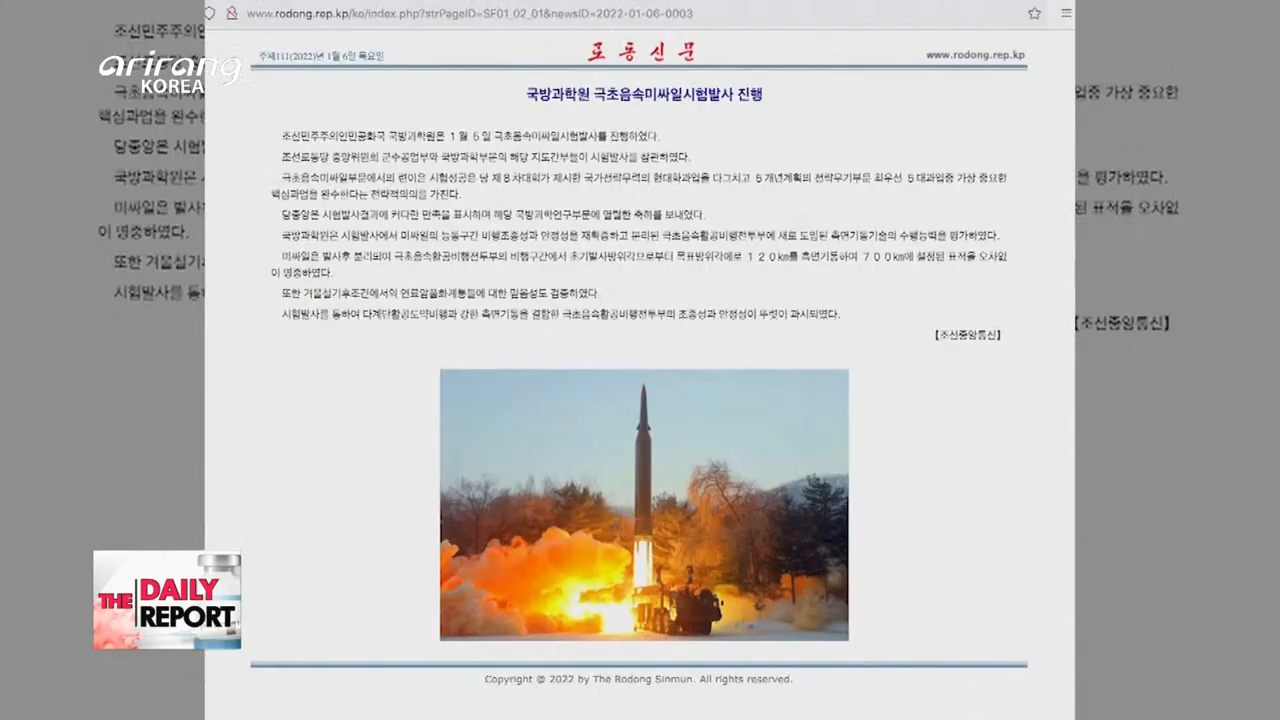 www.rodong.rep.kp/ko/index.php?strPageID=SF01_02_01&newsID=2022-01-06-0003
arirang
KOREA
주체111(2022)년 1월 6일 목요일
로동신문
www.rodong.rep.kp
국방과학원 극초음속미싸일시험발사 진행
조선민주주의인민공화국 국방과학원은 1월 5일 극초음속미싸일시험발사를 진행하였다.
조선로동당 중앙위원회 군수공업부와 국방과학부문의 해당 지도간부들이 시험발사를 참관하였다.
극초음속미싸일부문에서의 련이은 시험성공은 당 제8차대회가 제시한 국가전략무력의 현대화과업을 다그치고 5개년계획의 전략무기부문 최우선 5대과업중 가상 중요한
핵심과업을 완수한다는 전략적의의를 가진다.
당중앙은 시험발사결과에 커다란 만족을 표시하며 해당 국방과학연구부문에 열렬한 축하를 보내였다.
국방과학원은 시험발사에서 미싸일의 능동구간 비행조종성과 안정성을 재확증하고 분리된 극초음속활공비행전투부에 새로 도입된 측면기동기술의 수행능력을 평가하였다.
미싸일은 발사후 분리되여 극초음속활공비행전투부의 비행구간에서 초기발사방위각으로부터 목표방위각에로 120㎞를 측면기동하여 700㎞에 설정된 표적을 오차없
이 명중하였다.
또한 겨울철기후조건에서의 연료암풀화계통들에 대한 믿음성도 검증하였다.
시험발사를 통하여 다계단활공도약비행과 강한 측면기동을 결합한 극초음속활공비행전투부의 조종성과 안정성이 뚜렷이 과시되였다.
【조선중앙통신】
THE DAILY
REPORT
Copyright @ 2022 by The Rodong Sinmun. All rights reserved.